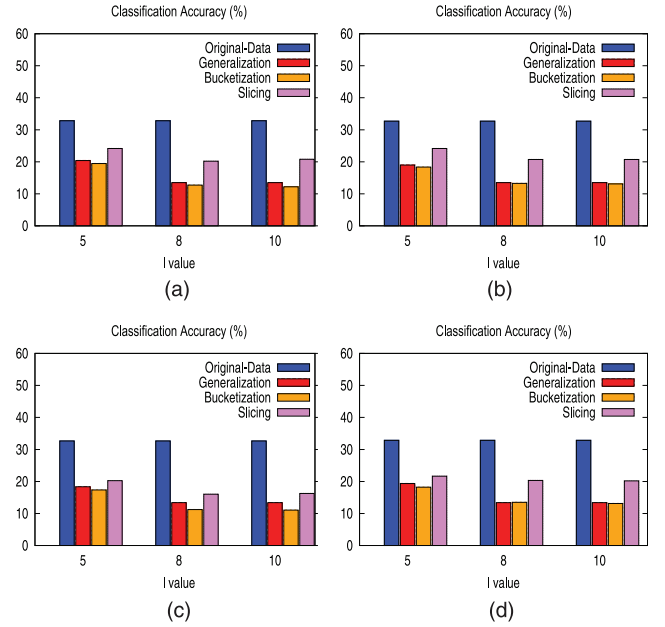 Classification Accuracy (%)
60
50
40
30
20
10
0
Original-Data
Generalization
Bucketization
Slicing
5 8 10
l value
(a)
Classification Accuracy (%)
60
50
40
30
20
10
0
Original-Data
Generalization
Bucketization
Slicing
5 8 10
l value
(b)
Classification Accuracy (%)
60
50
40
30
20
10
0
Original-Data
Generalization
Bucketization
Slicing
5 8 10
l value
(c)
Classification Accuracy (%)
60
50
40
30
20
10
0
Original-Data
Generalization
Bucketization
Slicing
5 8 10
l value
(d)